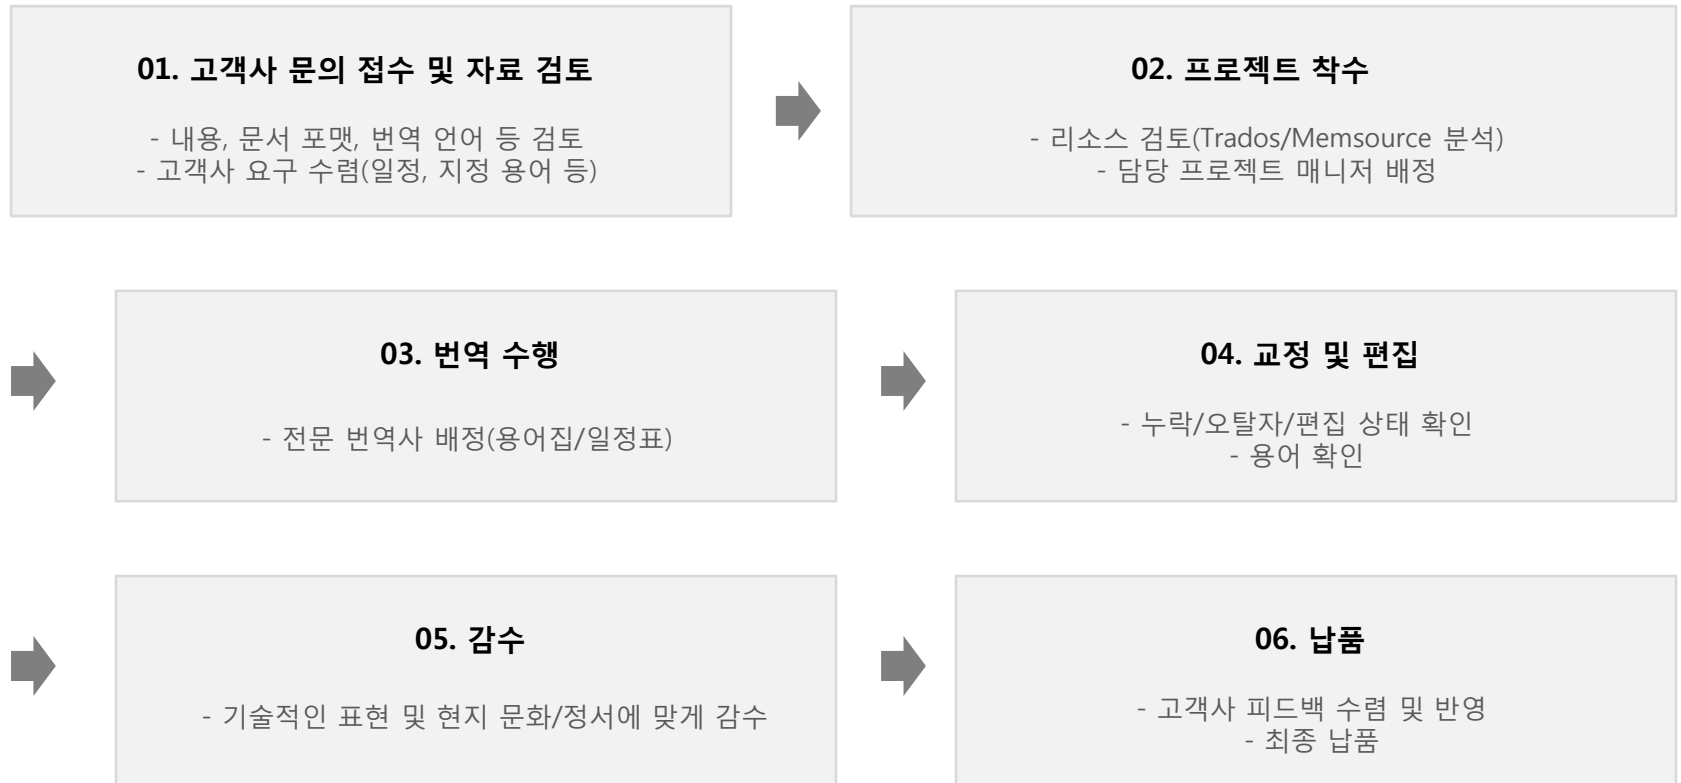 01. 고객사 문의 접수 및 자료 검토
- 내용, 문서 포맷, 번역 언어 등 검토
- 고객사 요구 수렴(일정, 지정 용어 등)
02. 프로젝트 착수
- 리소스 검토(Trados/Memsource 분석)
- 담당 프로젝트 매니저 배정
03. 번역 수행
- 전문 번역사 배정(용어집/일정표)
04. 교정 및 편집
- 누락/오탈자/편집 상태 확인
- 용어 확인
05. 감수
- 기술적인 표현 및 현지 문화/정서에 맞게 감수
06. 납품
- 고객사 피드백 수렴 및 반영
- 최종 납품